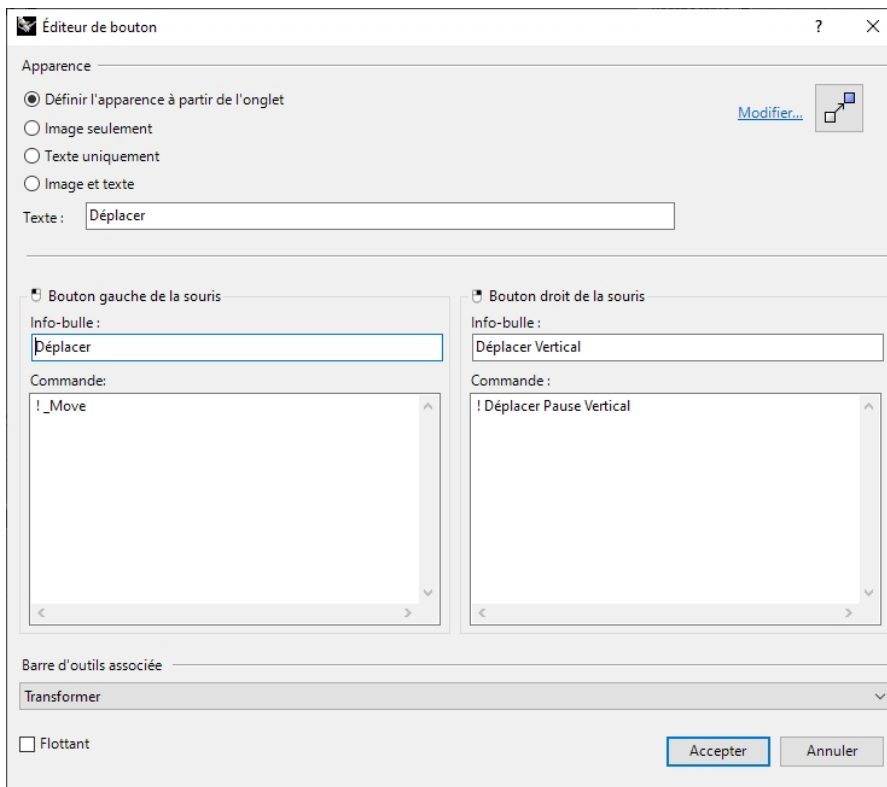 Éditeur de bouton
?
Apparence
Définir l'apparence à partir de l'onglet
Modifier...
Image seulement
Texte uniquement
Image et texte
Texte :
Déplacer
Bouton gauche de la souris
Info-bulle :
Déplacer
Commande:
! _Move
Bouton droit de la souris
Info-bulle :
Déplacer Vertical
Commande :
! Déplacer Pause Vertical
Barre d'outils associée
Transformer
Flottant
Accepter
Annuler